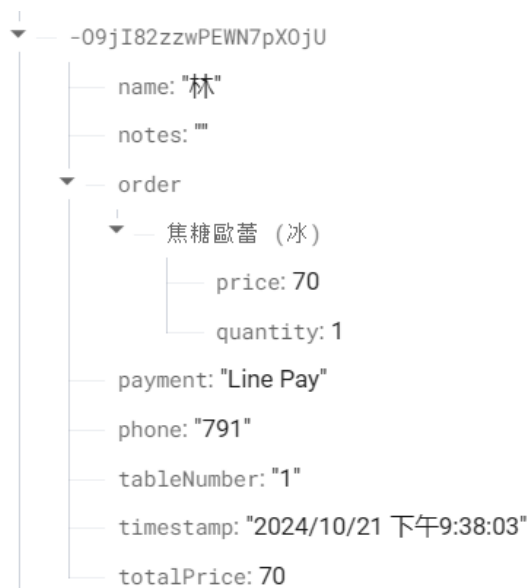 -O9jI82zzwPEWN7pXOjU
name: "林"
notes: ""
order
焦糖歐蕾 (冰)
price: 70
quantity: 1
payment: "Line Pay"
phone: "791"
tableNumber: "1"
timestamp: "2024/10/21 下午9:38:03"
totalPrice: 70